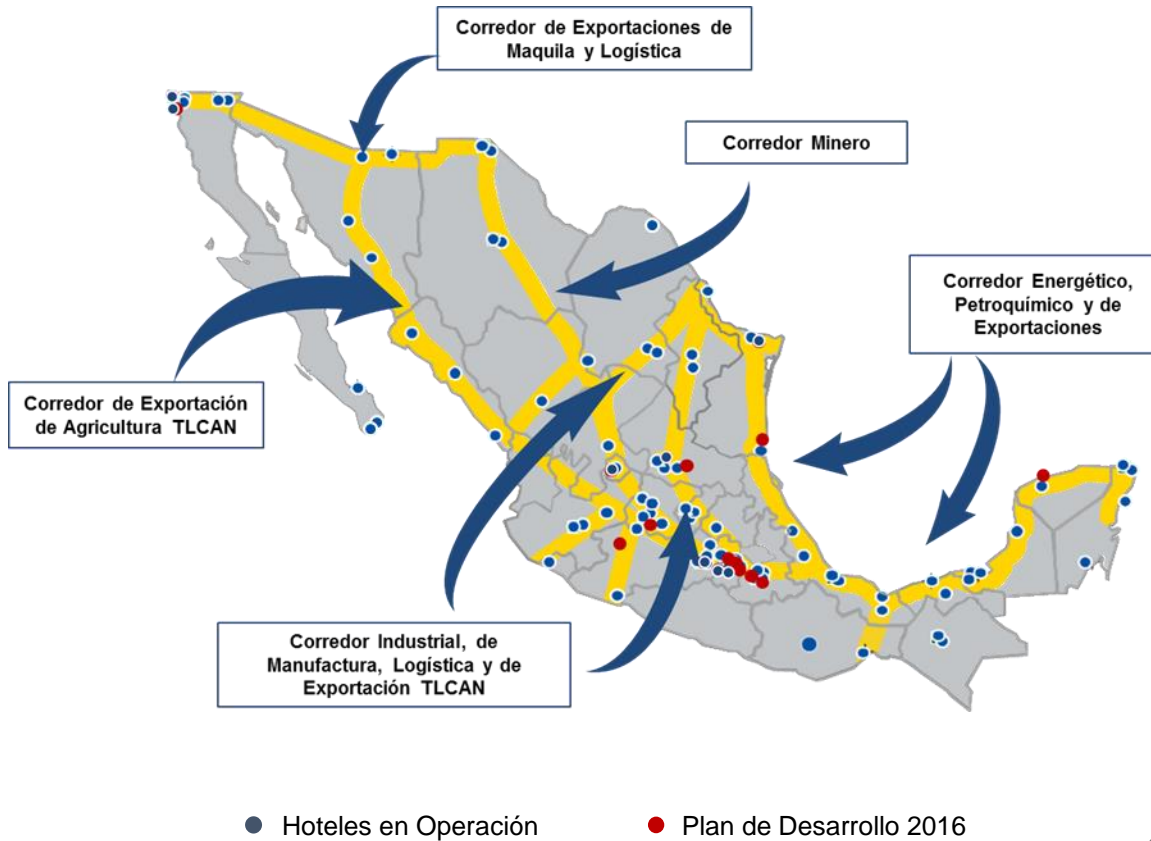 Corredor de Exportaciones de
Maquila y Logística
Corredor Minero
Corredor Energético,
Petroquímico y de
Exportaciones
Corredor de Exportación
de Agricultura TLCAN
Corredor Industrial, de
Manufactura, Logística y de
Exportación TLCAN
Hoteles en Operación
Plan de Desarrollo 2016